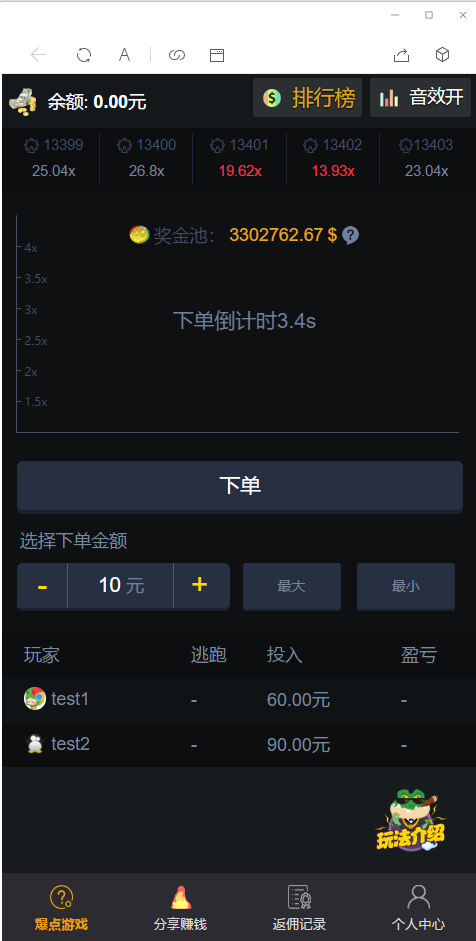 余额: 0.00元
排行榜
音效开
13399 13400 13401 13402 13403
25.04x 26.8x 19.62x 13.93x 23.04x
奖金池： 3302762.67 $ ?
4x
3.5x
3x
2.5x
2x
1.5x
下单倒计时3.4s
下单
选择下单金额
- 10 元 + 最大 最小
玩家 逃跑 投入 盈亏
test1 - 60.00元 -
test2 - 90.00元 -
玩法介绍
爆点游戏 分享赚钱 返佣记录 个人中心